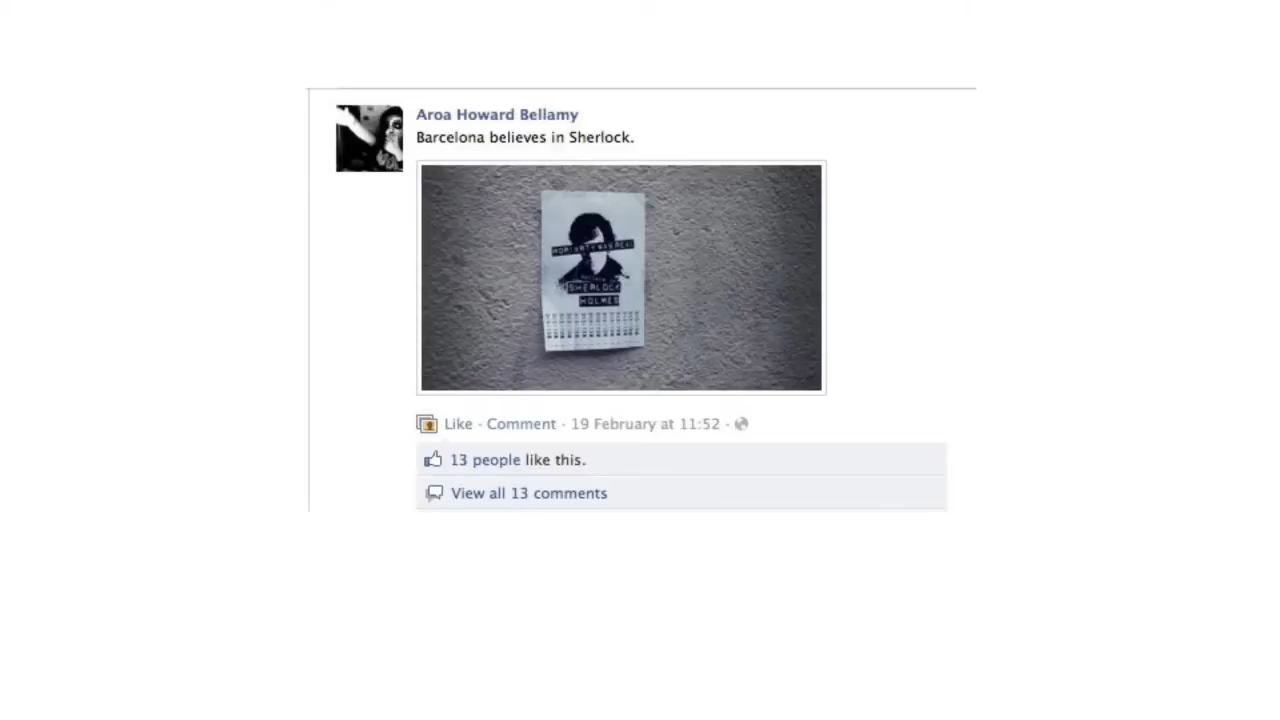 Aroa Howard Bellamy
Barcelona believes in Sherlock.
MORIARTY WAS REAL
SHERLOCK
HOLMES
Like · Comment · 19 February at 11:52 ·
13 people like this.
View all 13 comments